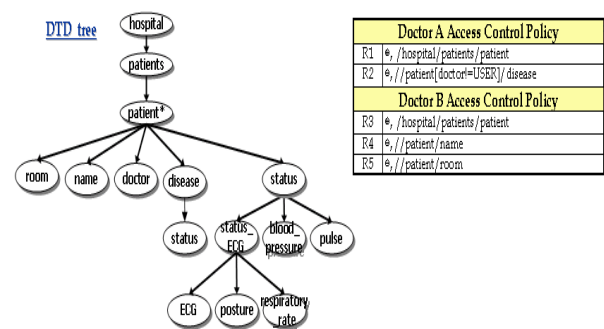 DTD tree
hospital
patients
patient*
room
name
doctor
disease
status
status
status_
ECG
blood_
pressure
pulse
ECG
posture
respiratory
_rate
Doctor A Access Control Policy
R1 /hospital/patients/patient
R2 //patient[doctor!=USER]/disease
Doctor B Access Control Policy
R3 /hospital/patients/patient
R4 //patient/name
R5 //patient/room